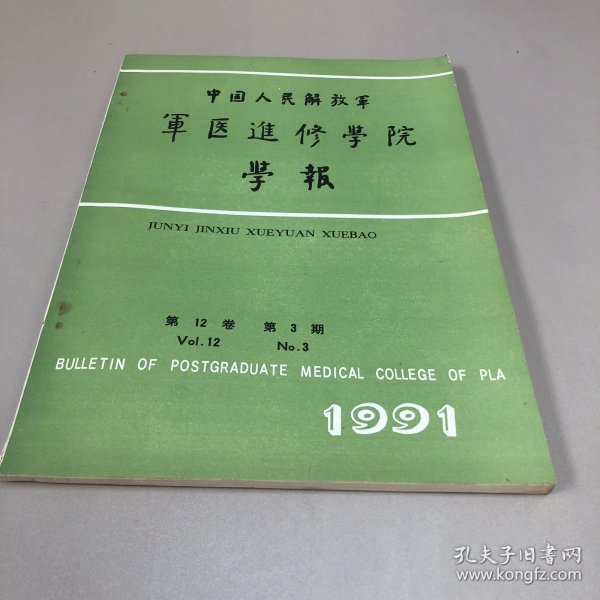 中国人民解放軍
軍医進修學院
學報
JUNYI JINXIU XUEYUAN XUEBAO
第 12 卷 第 3 期
Vol.12 No.3
BULLETIN OF POSTGRADUATE MEDICAL COLLEGE OF PLA
1991
孔夫子旧书网
www.kongfz.com